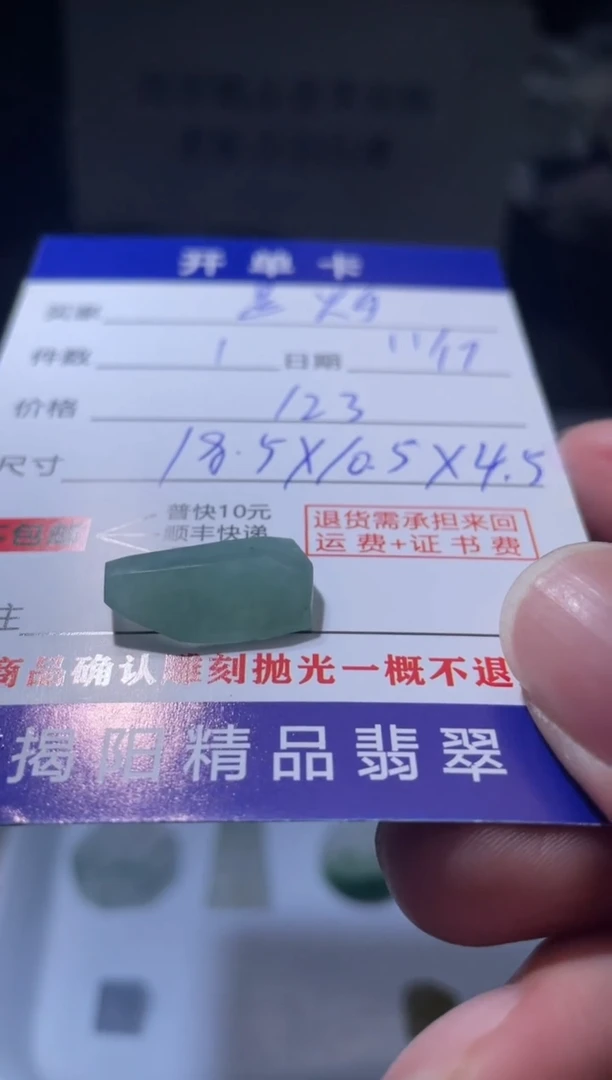 开单卡
买家
件数 1 日期 11/17
价格 123
尺寸 18.5X10.5X4.5
普快10元
包邮 顺丰快递
退货需承担来回
运费+证书费
主
商品确认雕刻抛光一概不退
揭阳精品翡翠